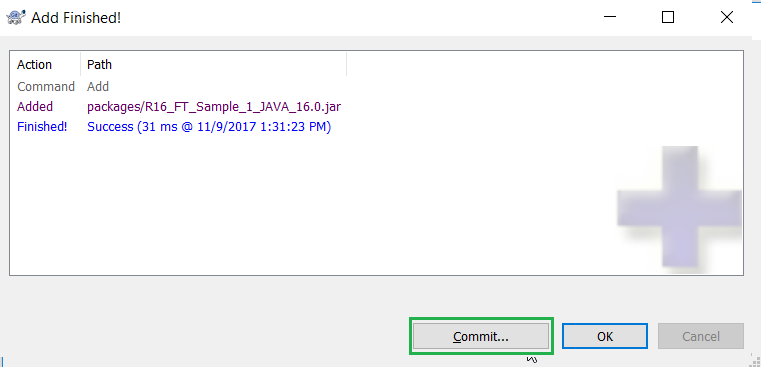 Add Finished!
Action Path
Command Add
Added packages/R16_FT_Sample_1_JAVA_16.0.jar
Finished! Success (31 ms @ 11/9/2017 1:31:23 PM)
Commit... OK Cancel